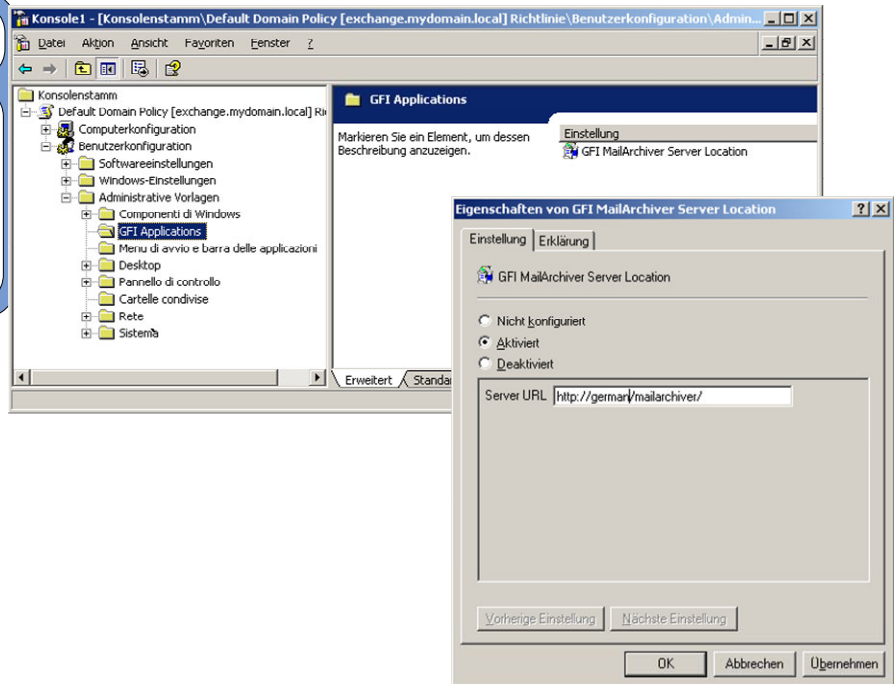 Konsole1 - [Konsolenstamm\Default Domain Policy [exchange.mydomain.local] Richtlinie\Benutzerkonfiguration\Admin...
Datei Aktion Ansicht Favoriten Fenster ?
Konsolenstamm
Default Domain Policy [exchange.mydomain.local] Ri
Computerkonfiguration
Benutzerkonfiguration
Softwareeinstellungen
Windows-Einstellungen
Administrative Vorlagen
Componenti di Windows
GFI Applications
Menu di avvio e barra delle applicazioni
Desktop
Pannello di controllo
Cartelle condivise
Rete
Sistema
GFI Applications
Markieren Sie ein Element, um dessen
Beschreibung anzuzeigen.
Einstellung
GFI MailArchiver Server Location
Erweitert Standa
Eigenschaften von GFI MailArchiver Server Location
Einstellung Erklärung
GFI MailArchiver Server Location
Nicht konfiguriert
Aktiviert
Deaktiviert
Server URL http://german/mailarchiver/
Vorherige Einstellung Nächste Einstellung
OK Abbrechen Übernehmen